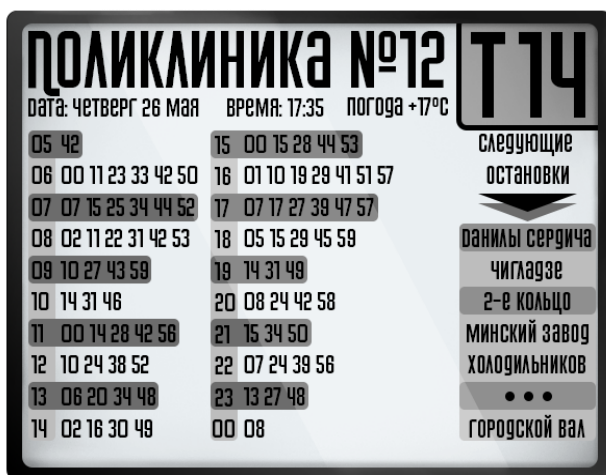 ПОЛИКЛИНИКА №12
Т14
ДАТА: ЧЕТВЕРГ 26 МАЯ ВРЕМЯ: 17:35 ПОГОДА +17°C
05 42
06 00 11 23 33 42 50
07 07 15 25 34 44 52
08 02 11 22 31 42 53
09 10 27 43 59
10 14 31 46
11 00 14 28 42 56
12 10 24 38 52
13 06 20 34 48
14 02 16 30 49
15 00 15 28 44 53
16 01 10 19 29 41 51 57
17 07 17 27 39 47 57
18 05 15 29 45 59
19 14 31 49
20 08 24 42 58
21 15 34 50
22 07 24 39 56
23 13 27 48
00 08
СЛЕДУЮЩИЕ
ОСТАНОВКИ
ДАНИЛЫ СЕРДИЧА
ЧИГЛАДЗЕ
2-Е КОЛЬЦО
МИНСКИЙ ЗАВОД
ХОЛОДИЛЬНИКОВ
• • •
ГОРОДСКОЙ ВАЛ